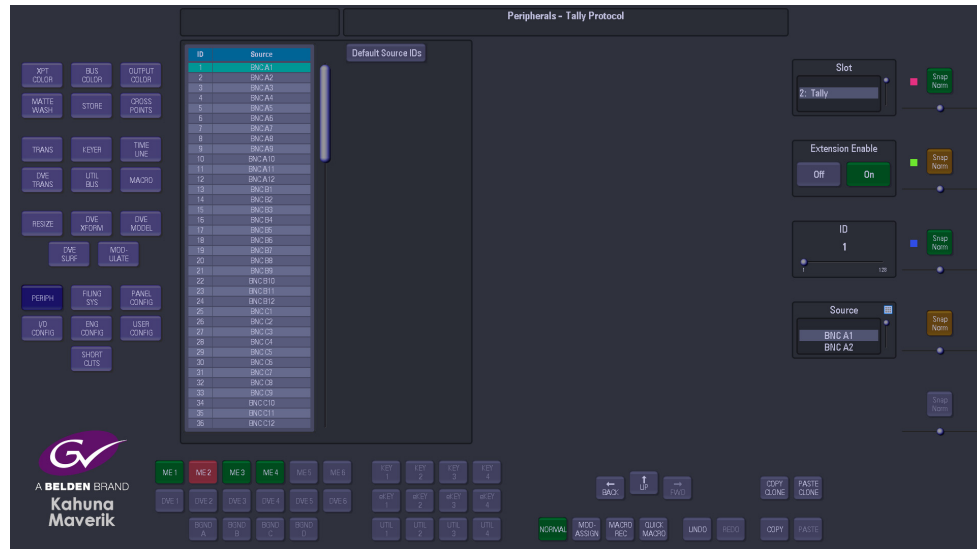 Peripherals - Tally Protocol
ID Source
1 BNC A1
2 BNC A2
3 BNC A3
4 BNC A4
5 BNC A5
6 BNC A6
7 BNC A7
8 BNC A8
9 BNC A9
10 BNC A10
11 BNC A11
12 BNC A12
13 BNC B1
14 BNC B2
15 BNC B3
16 BNC B4
17 BNC B5
18 BNC B6
19 BNC B7
20 BNC B8
21 BNC B9
22 BNC B10
23 BNC B11
24 BNC B12
25 BNC C1
26 BNC C2
27 BNC C3
28 BNC C4
29 BNC C5
30 BNC C6
31 BNC C7
32 BNC C8
33 BNC C9
34 BNC C10
35 BNC C11
36 BNC C12
Default Source IDs
XPT COLOR
BUS COLOR
OUTPUT COLOR
MATTE WASH
STORE
CROSS POINTS
TRANS
KEYER
TIME LINE
DVE TRANS
UTIL BUS
MACRO
RESIZE
DVE XFORM
DVE MODEL
DVE SURF
MOD-ULATE
PERIPH
FILING SYS
PANEL CONFIG
I/O CONFIG
ENG CONFIG
USER CONFIG
SHORT CUTS
Slot
2: Tally
Snap Norm
Extension Enable
Off On
Snap Norm
ID
1
1 128
Snap Norm
Source
BNC A1
BNC A2
Snap Norm
Snap Norm
GV
A BELDEN BRAND
Kahuna
Maverik
ME 1 ME 2 ME 3 ME 4 ME 5 ME 6
DVE 1 DVE 2 DVE 3 DVE 4 DVE 5 DVE 6
BGND A BGND B BGND C BGND D
KEY 1 KEY 2 KEY 3 KEY 4
αKEY 1 αKEY 2 αKEY 3 αKEY 4
UTIL 1 UTIL 2 UTIL 3 UTIL 4
BACK UP FWD
COPY CLONE PASTE CLONE
NORMAL MOD-ASSIGN MACRO REC QUICK MACRO UNDO REDO COPY PASTE